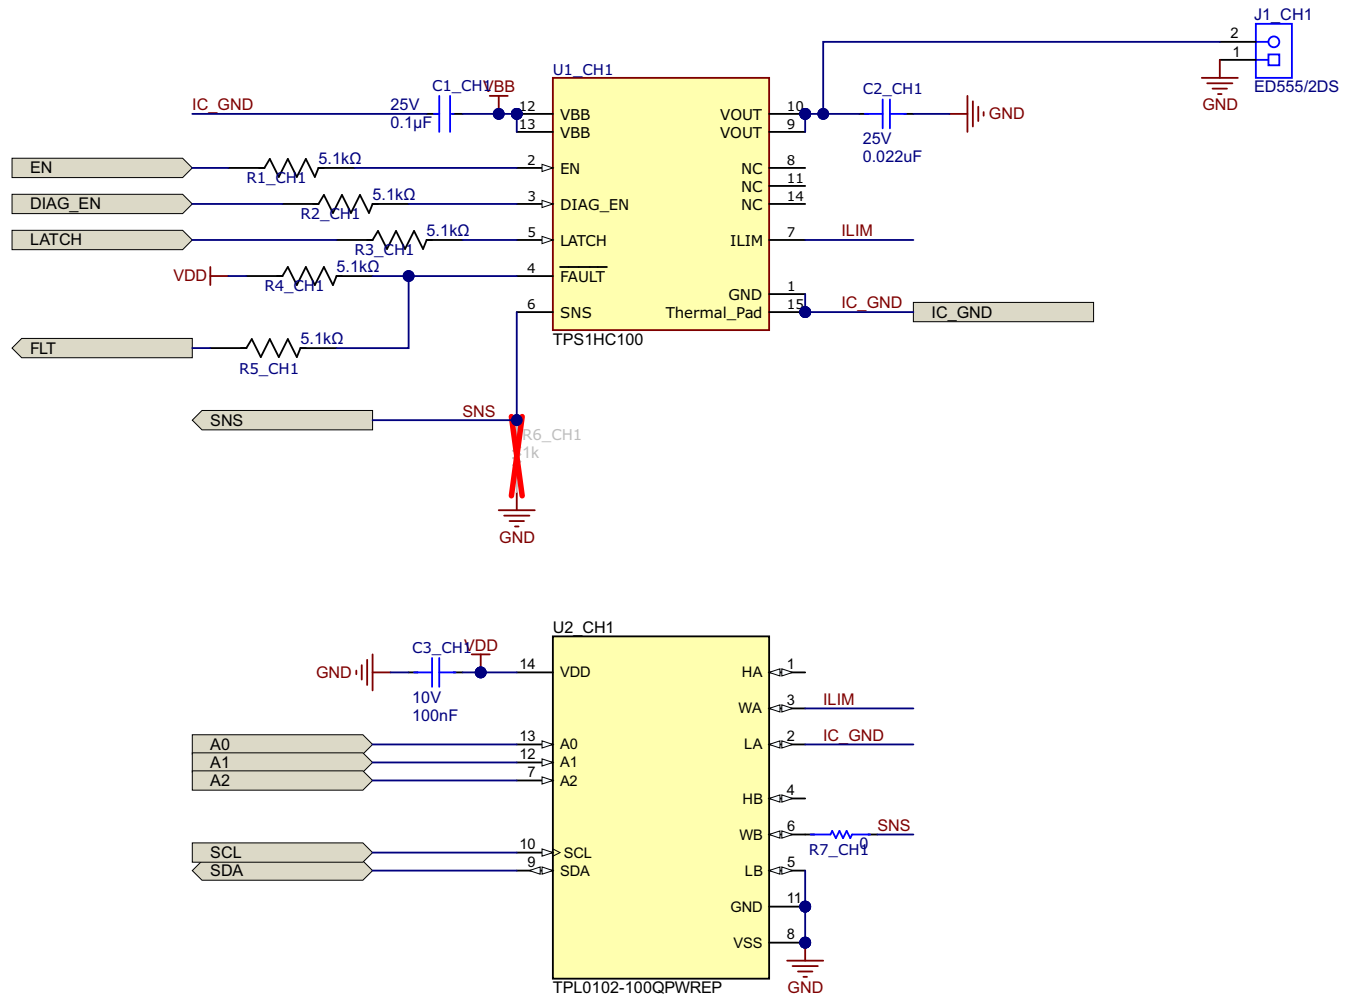 J1_CH1
2
1
ED555/2DS
GND
U1_CH1
C1_CH1
VBB
IC_GND
25V
0.1µF
12
VBB
13
VBB
VOUT
10
VOUT
9
C2_CH1
25V
0.022uF
GND
EN
5.1kΩ
R1_CH1
2
EN
NC
8
NC
11
NC
14
DIAG_EN
5.1kΩ
R2_CH1
3
DIAG_EN
LATCH
5.1kΩ
R3_CH1
5
LATCH
ILIM
7
ILIM
VDD
5.1kΩ
R4_CH1
4
FAULT
6
SNS
GND
1
Thermal_Pad
15
IC_GND
IC_GND
TPS1HC100
FLT
5.1kΩ
R5_CH1
SNS
SNS
R6_CH1
1k
GND
U2_CH1
C3_CH1
VDD
GND
10V
100nF
14
VDD
HA
1
WA
3
ILIM
A0
13
A0
LA
2
IC_GND
A1
12
A1
A2
7
A2
HB
4
WB
6
SNS
0
R7_CH1
SCL
10
SCL
SDA
9
SDA
LB
5
GND
11
VSS
8
GND
TPL0102-100QPWREP